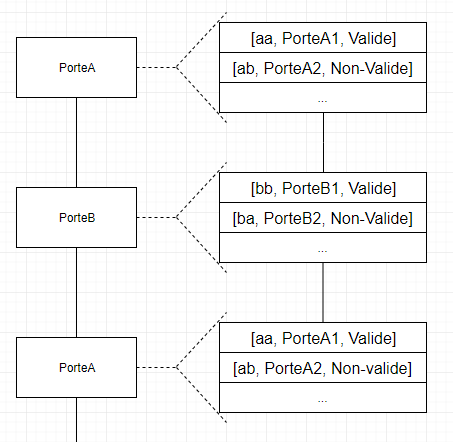 PorteA
[aa, PorteA1, Valide]
[ab, PorteA2, Non-Valide]
...
PorteB
[bb, PorteB1, Valide]
[ba, PorteB2, Non-Valide]
...
PorteA
[aa, PorteA1, Valide]
[ab, PorteA2, Non-valide]
...